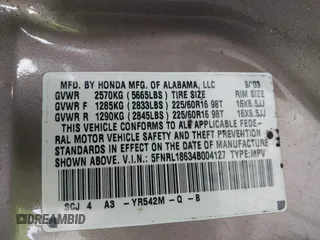 MFD. BY HONDA MFG. OF ALABAMA, LLC 9/03
GVWR 2570KG (5665LBS) TIRE SIZE RIM SIZE
GVWR F 1285KG (2833LBS) 225/60R16 98T 16X6.5JJ
GVWR R 1290KG (2845LBS) 225/60R16 98T 16X6.5JJ
THIS VEHICLE CONFORMS TO ALL APPLICABLE FEDE-
RAL MOTOR VEHICLE SAFETY AND THEFT PREVENTION
STANDARDS IN EFFECT ON THE DATE OF MANUFACTURE
SHOWN ABOVE. V.I.N.: 5FNRL18634B004127 TYPE:MPV
SCJ 4 A3 -YR542M -Q -B
DREAMBID